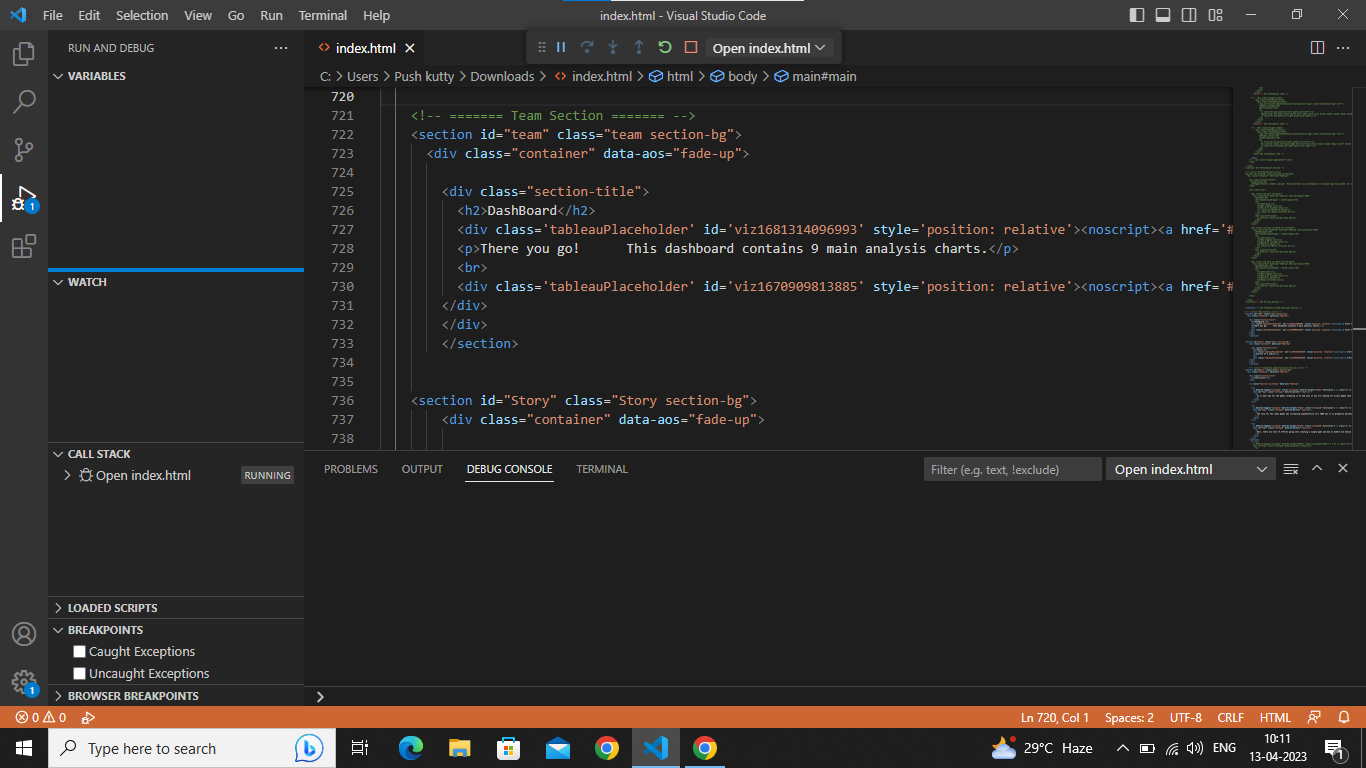 File Edit Selection View Go Run Terminal Help
index.html - Visual Studio Code
RUN AND DEBUG
index.html
Open index.html
VARIABLES
C: > Users > Push kutty > Downloads > <> index.html > html > body > main#main
720
721 <!-- ======= Team Section ======= -->
722 <section id="team" class="team section-bg">
723 <div class="container" data-aos="fade-up">
724
725 <div class="section-title">
726 <h2>DashBoard</h2>
727 <div class='tableauPlaceholder' id='viz1681314096993' style='position: relative'><noscript><a href='#
728 <p>There you go!      This dashboard contains 9 main analysis charts.</p>
729 <br>
730 <div class='tableauPlaceholder' id='viz1670909813885' style='position: relative'><noscript><a href='#
731 </div>
732 </div>
733 </section>
734
735
736 <section id="Story" class="Story section-bg">
737 <div class="container"  data-aos="fade-up">
738
WATCH
CALL STACK
Open index.html RUNNING
LOADED SCRIPTS
BREAKPOINTS
Caught Exceptions
Uncaught Exceptions
BROWSER BREAKPOINTS
PROBLEMS OUTPUT DEBUG CONSOLE TERMINAL
Filter (e.g. text, !exclude)
Open index.html
1
1
0 0
Ln 720, Col 1 Spaces: 2 UTF-8 CRLF HTML
Type here to search
29°C Haze
ENG
10:11
13-04-2023
1